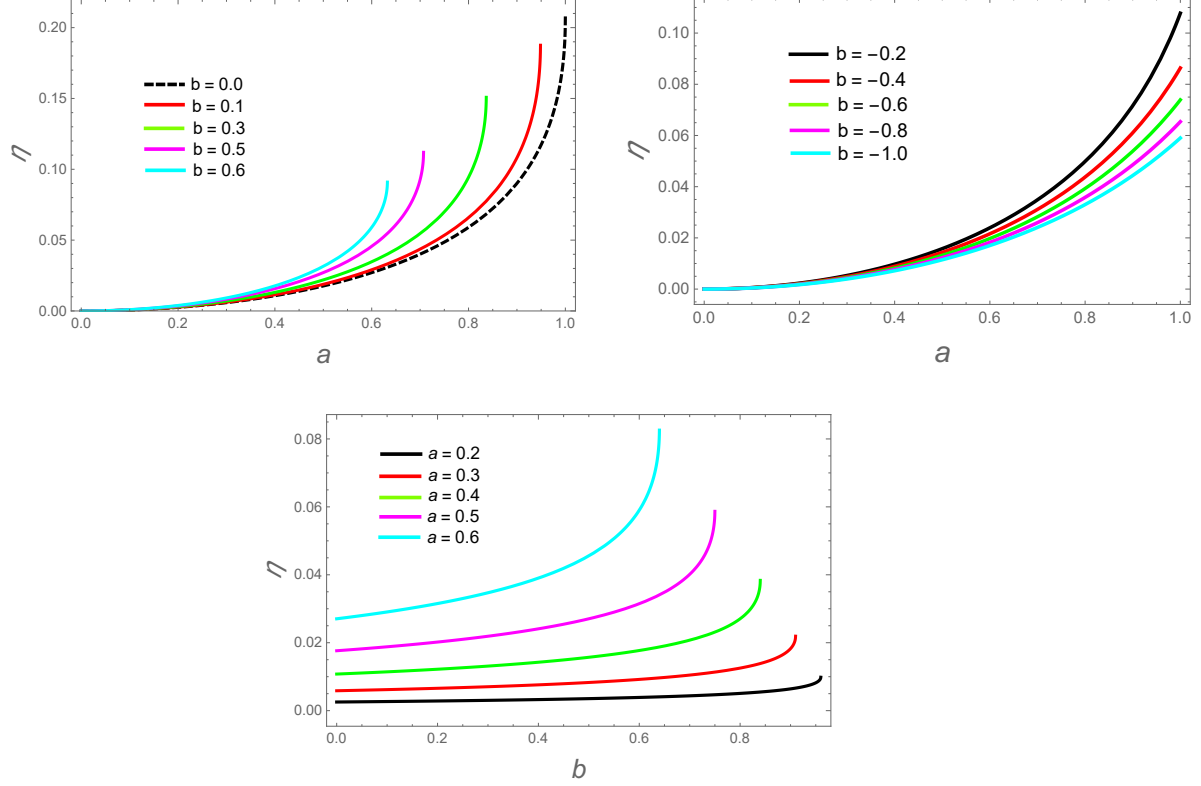 0.20
0.15
0.10
0.05
0.00
η
b = 0.0
b = 0.1
b = 0.3
b = 0.5
b = 0.6
0.0 0.2 0.4 0.6 0.8 1.0
a
0.10
0.08
0.06
0.04
0.02
0.00
η
b = −0.2
b = −0.4
b = −0.6
b = −0.8
b = −1.0
0.0 0.2 0.4 0.6 0.8 1.0
a
0.08
0.06
0.04
0.02
0.00
η
a = 0.2
a = 0.3
a = 0.4
a = 0.5
a = 0.6
0.0 0.2 0.4 0.6 0.8
b